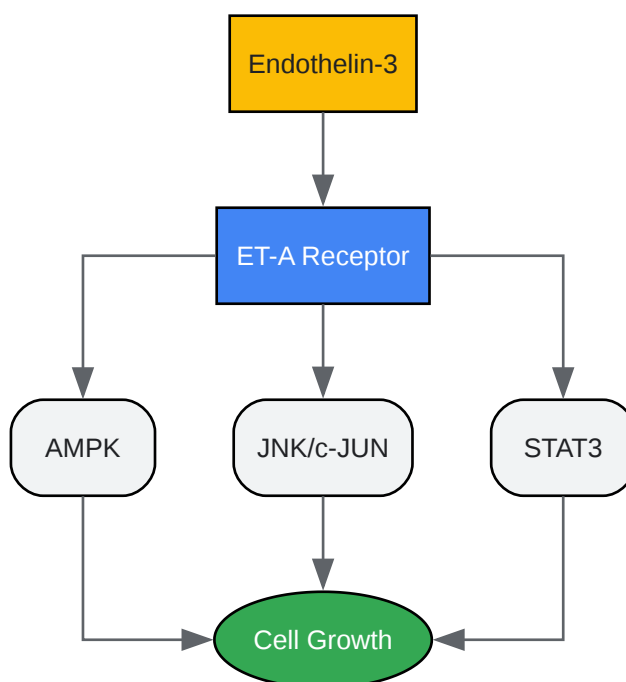 Endothelin-3
ET-A Receptor
AMPK
JNK/c-JUN
STAT3
Cell Growth